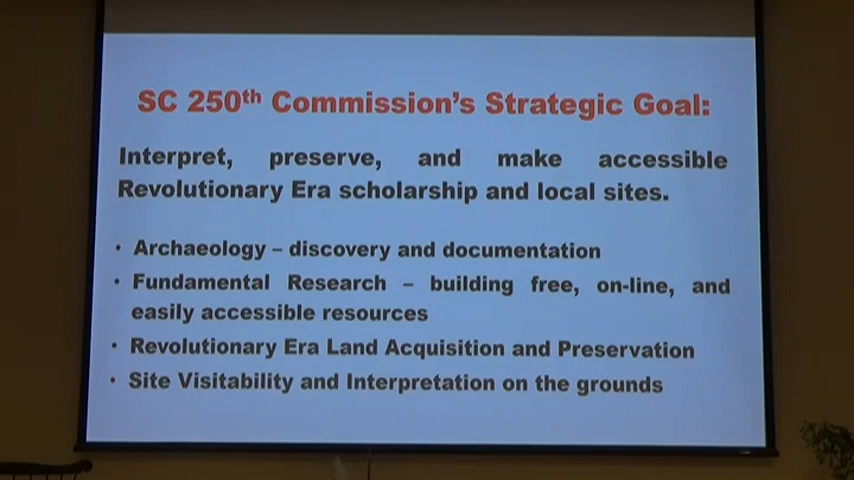 SC 250th Commission's Strategic Goal:
Interpret, preserve, and make accessible
Revolutionary Era scholarship and local sites.
• Archaeology – discovery and documentation
• Fundamental Research – building free, on-line, and
easily accessible resources
• Revolutionary Era Land Acquisition and Preservation
• Site Visitability and Interpretation on the grounds